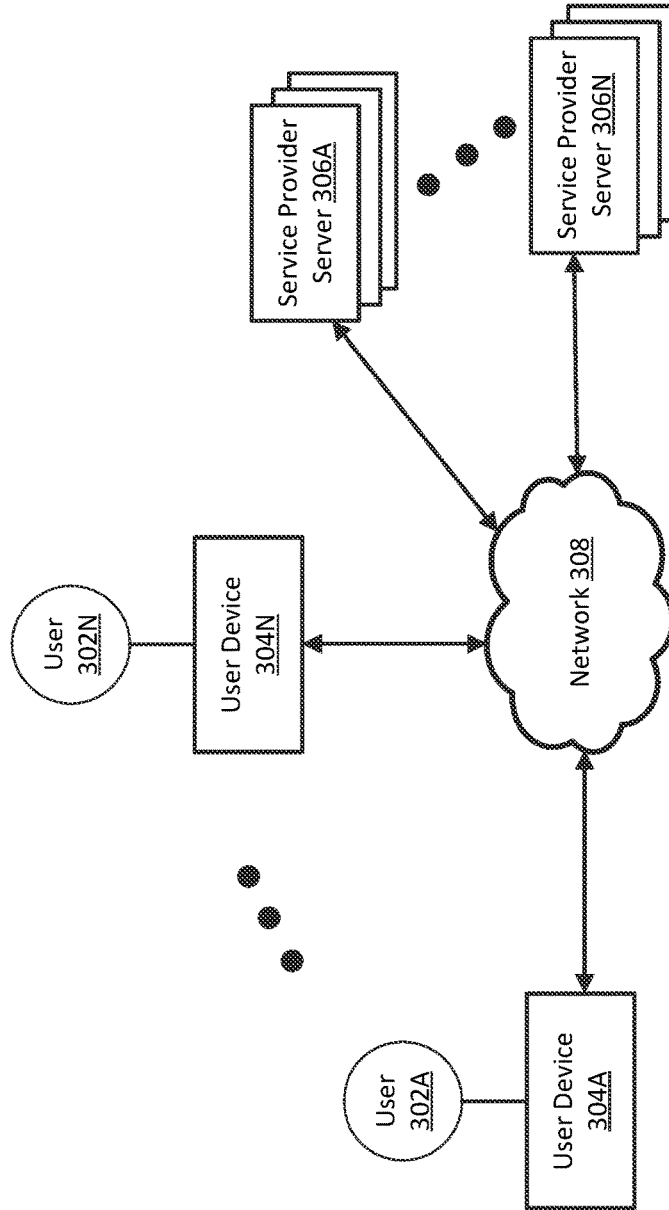 User
302A
User Device
304A
User
302N
User Device
304N
Network 308
Service Provider
Server 306A
Service Provider
Server 306N